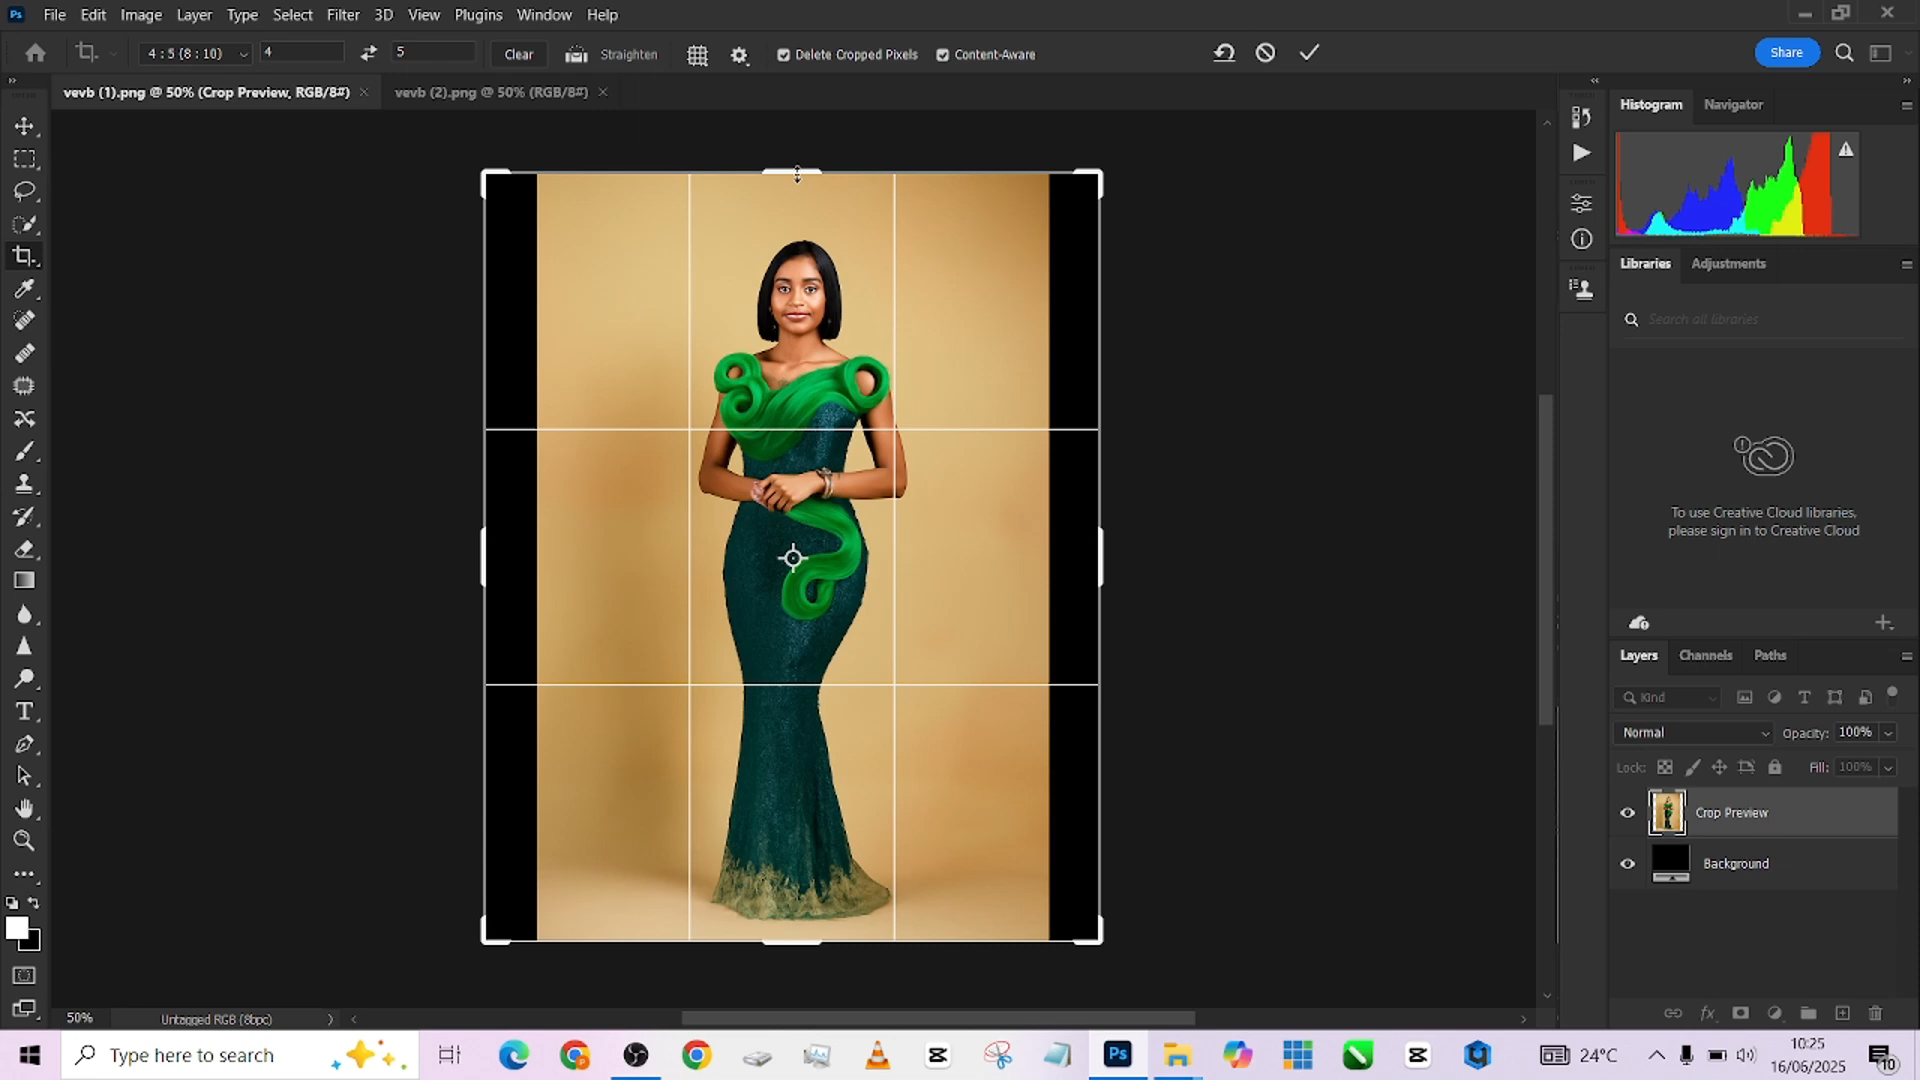 Ps File Edit Image Layer Type Select Filter 3D View Plugins Window Help
4 : 5 (8 : 10) 4 5 Clear Straighten Delete Cropped Pixels Content-Aware Share
vevb (1).png @ 50% (Crop Preview, RGB/8#) vevb (2).png @ 50% (RGB/8#)
Histogram Navigator
Libraries Adjustments
Search all libraries
To use Creative Cloud libraries,
please sign in to Creative Cloud
Layers Channels Paths
Kind
Normal Opacity: 100%
Lock: Fill: 100%
Crop Preview
Background
50% Untagged RGB (8bpc)
Type here to search
Ps
24°C
10:25
16/06/2025
10